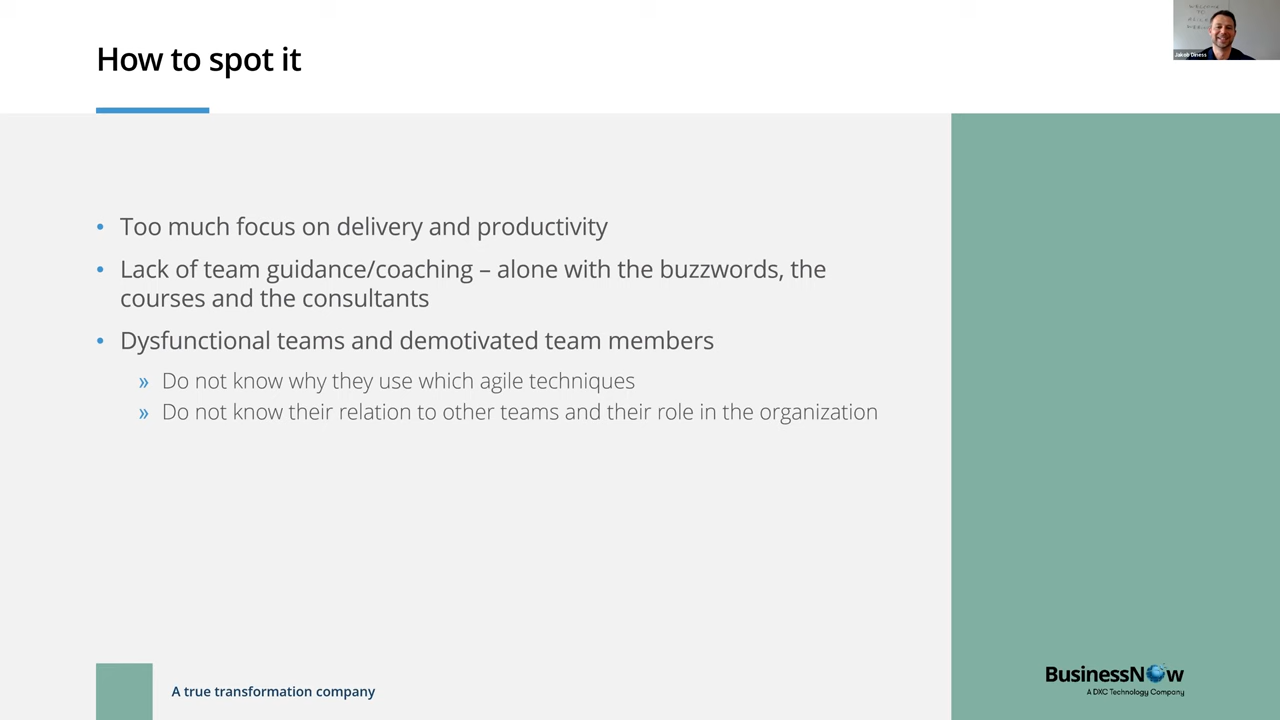 How to spot it
Jakob Diness
• Too much focus on delivery and productivity
• Lack of team guidance/coaching – alone with the buzzwords, the
courses and the consultants
• Dysfunctional teams and demotivated team members
» Do not know why they use which agile techniques
» Do not know their relation to other teams and their role in the organization
A true transformation company
BusinessNow
A DXC Technology Company